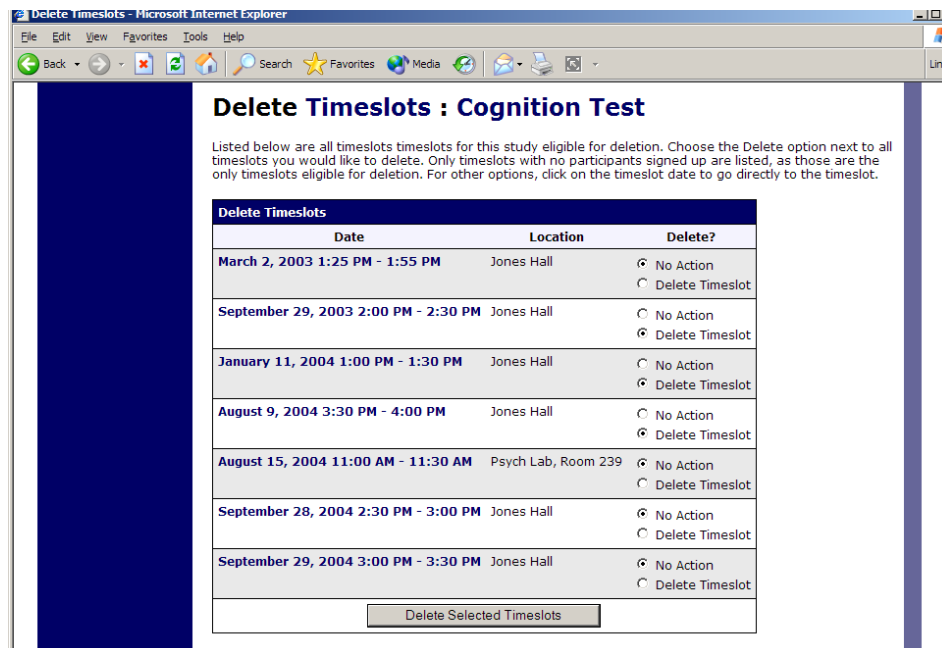 Delete Timeslots - Microsoft Internet Explorer
File Edit View Favorites Tools Help
Back Search Favorites Media Lin
Delete Timeslots : Cognition Test
Listed below are all timeslots timeslots for this study eligible for deletion. Choose the Delete option next to all
timeslots you would like to delete. Only timeslots with no participants signed up are listed, as those are the
only timeslots eligible for deletion. For other options, click on the timeslot date to go directly to the timeslot.
Delete Timeslots
Date Location Delete?
March 2, 2003 1:25 PM - 1:55 PM Jones Hall No Action
Delete Timeslot
September 29, 2003 2:00 PM - 2:30 PM Jones Hall No Action
Delete Timeslot
January 11, 2004 1:00 PM - 1:30 PM Jones Hall No Action
Delete Timeslot
August 9, 2004 3:30 PM - 4:00 PM Jones Hall No Action
Delete Timeslot
August 15, 2004 11:00 AM - 11:30 AM Psych Lab, Room 239 No Action
Delete Timeslot
September 28, 2004 2:30 PM - 3:00 PM Jones Hall No Action
Delete Timeslot
September 29, 2004 3:00 PM - 3:30 PM Jones Hall No Action
Delete Timeslot
Delete Selected Timeslots